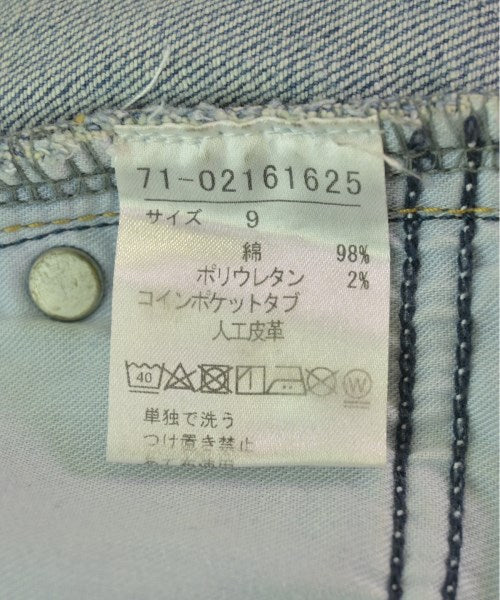 71-02161625
サイズ 9
綿 98%
ポリウレタン 2%
コインポケットタブ
人工皮革
40 W
単独で洗う
つけ置き禁止